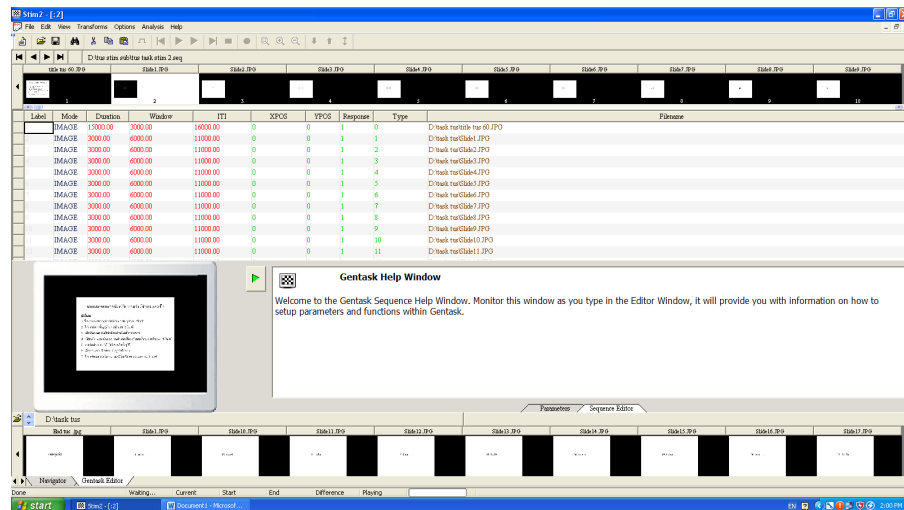 Stim2 - [:2]
File Edit View Transforms Options Analysis Help
D:\tus stim.sub\tus task stim 2.seq
title tus 60.JPG Slide1.JPG Slide2.JPG Slide3.JPG Slide4.JPG Slide5.JPG Slide6.JPG Slide7.JPG Slide8.JPG Slide9.JPG
1 2 3 4 5 6 7 8 9 10
Label Mode Duration Window ITI XPOS YPOS Response Type Filename
IMAGE 15000.00 3000.00 16000.00 0 0 1 0 D:\task tus\title tus 60.JPG
IMAGE 3000.00 6000.00 11000.00 0 0 1 1 D:\task tus\Slide1.JPG
IMAGE 3000.00 6000.00 11000.00 0 0 1 2 D:\task tus\Slide2.JPG
IMAGE 3000.00 6000.00 11000.00 0 0 1 3 D:\task tus\Slide3.JPG
IMAGE 3000.00 6000.00 11000.00 0 0 1 4 D:\task tus\Slide4.JPG
IMAGE 3000.00 6000.00 11000.00 0 0 1 5 D:\task tus\Slide5.JPG
IMAGE 3000.00 6000.00 11000.00 0 0 1 6 D:\task tus\Slide6.JPG
IMAGE 3000.00 6000.00 11000.00 0 0 1 7 D:\task tus\Slide7.JPG
IMAGE 3000.00 6000.00 11000.00 0 0 1 8 D:\task tus\Slide8.JPG
IMAGE 3000.00 6000.00 11000.00 0 0 1 9 D:\task tus\Slide9.JPG
IMAGE 3000.00 6000.00 11000.00 0 0 1 10 D:\task tus\Slide10.JPG
IMAGE 3000.00 6000.00 11000.00 0 0 1 11 D:\task tus\Slide11.JPG
Gentask Help Window
Welcome to the Gentask Sequence Help Window. Monitor this window as you type in the Editor Window, it will provide you with information on how to
setup parameters and functions within Gentask.
Parameters Sequence Editor
D:\task tus
End tus .jpg Slide1.JPG Slide10.JPG Slide11.JPG Slide12.JPG Slide13.JPG Slide14.JPG Slide15.JPG Slide16.JPG Slide17.JPG
Navigator Gentask Editor
Done Waiting... Current Start End Difference Playing
start Stim2 - [:2] Document1 - Microsof... EN 2:00 PM